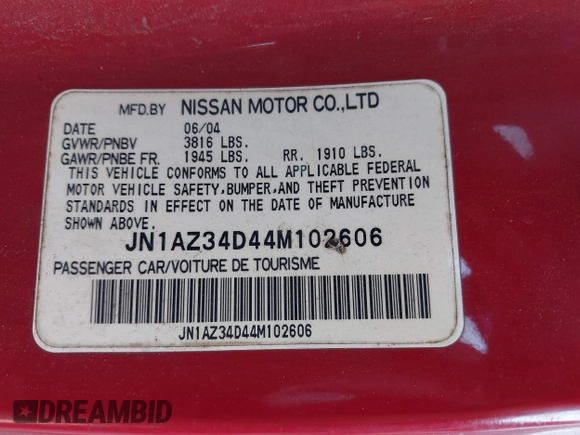 MFD.BY NISSAN MOTOR CO.,LTD
DATE 06/04
GVWR/PNBV 3816 LBS.
GAWR/PNBE FR. 1945 LBS. RR. 1910 LBS.
THIS VEHICLE CONFORMS TO ALL APPLICABLE FEDERAL
MOTOR VEHICLE SAFETY,BUMPER,AND THEFT PREVENTION
STANDARDS IN EFFECT ON THE DATE OF MANUFACTURE
SHOWN ABOVE.
JN1AZ34D44M102606
PASSENGER CAR/VOITURE DE TOURISME
JN1AZ34D44M102606
DREAMBID